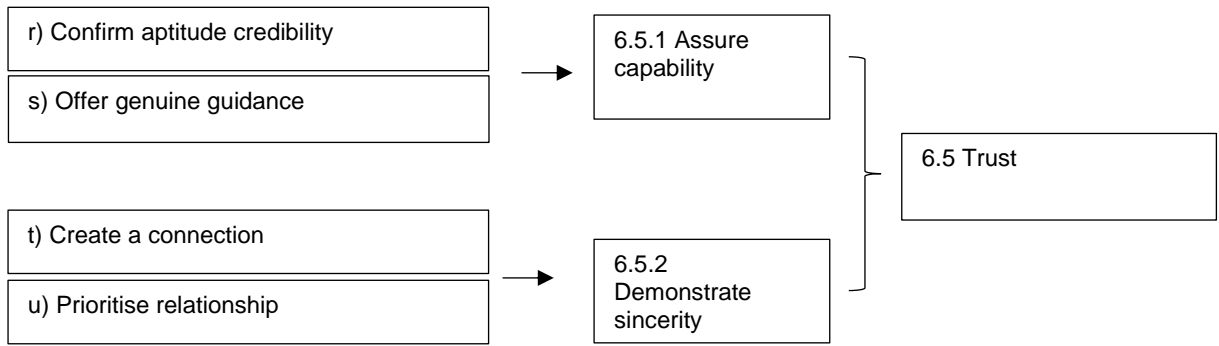 r) Confirm aptitude credibility
s) Offer genuine guidance
6.5.1 Assure
capability
6.5 Trust
t) Create a connection
u) Prioritise relationship
6.5.2
Demonstrate
sincerity